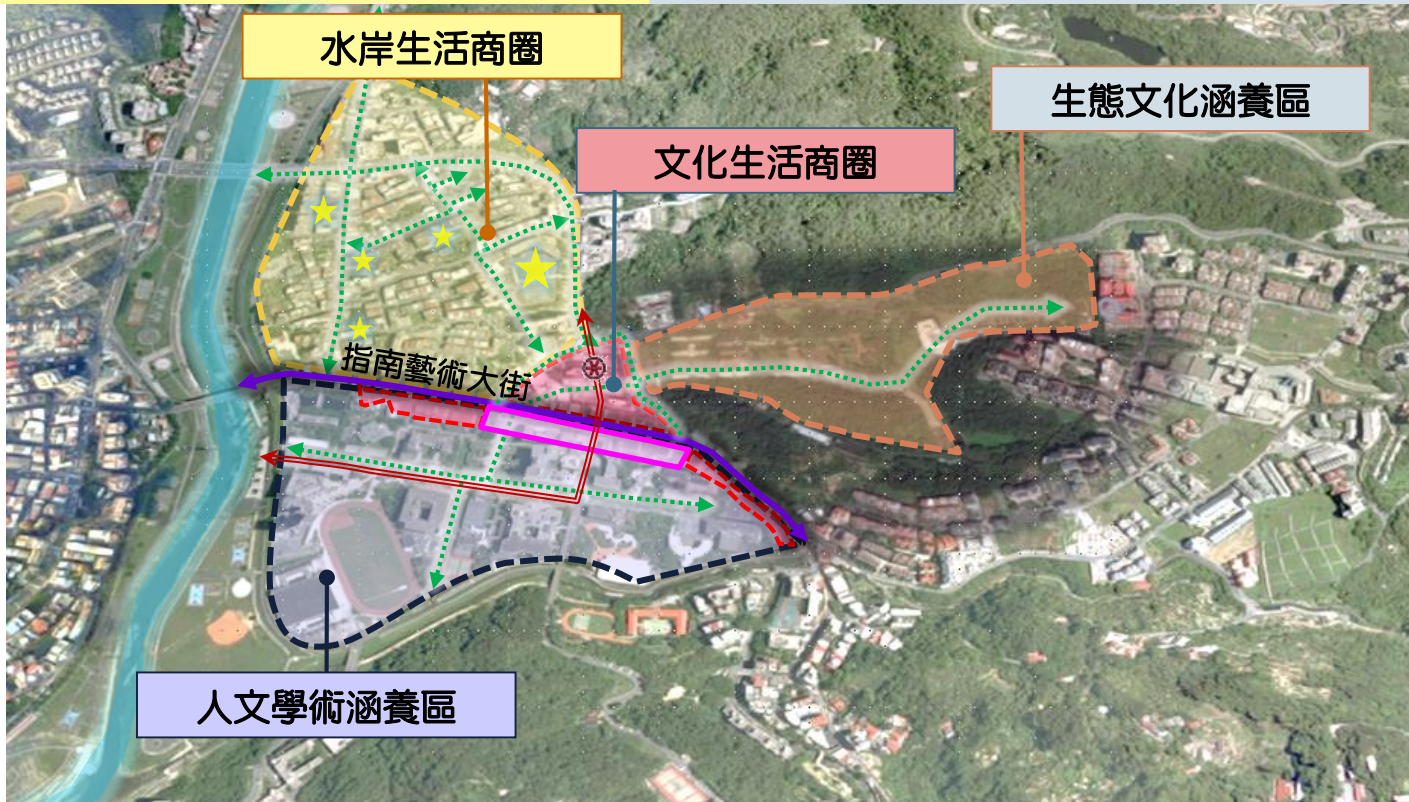 水岸生活商圈
生態文化涵養區
文化生活商圈
指南藝術大街
人文學術涵養區